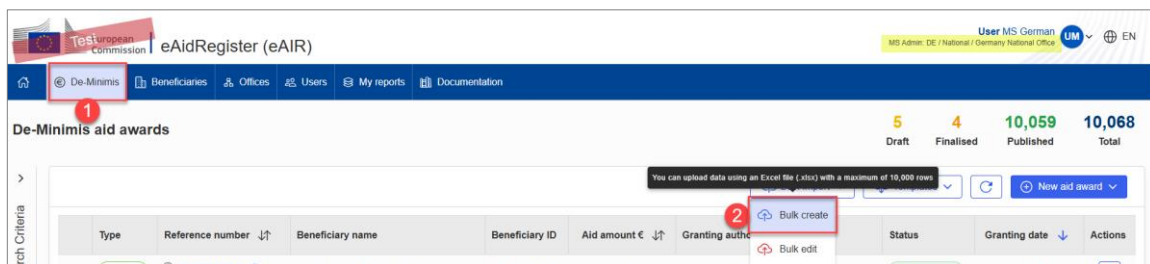 Test
European
Commission
eAidRegister (eAIR)
User MS German
MS Admin: DE / National / Germany National Office
UM
EN
De-Minimis
Beneficiaries
Offices
Users
My reports
Documentation
1
De-Minimis aid awards
5
Draft
4
Finalised
10,059
Published
10,068
Total
You can upload data using an Excel file (.xlsx) with a maximum of 10,000 rows
New aid award
2
Bulk create
Bulk edit
Criteria
Type
Reference number
Beneficiary name
Beneficiary ID
Aid amount €
Granting
Status
Granting date
Actions